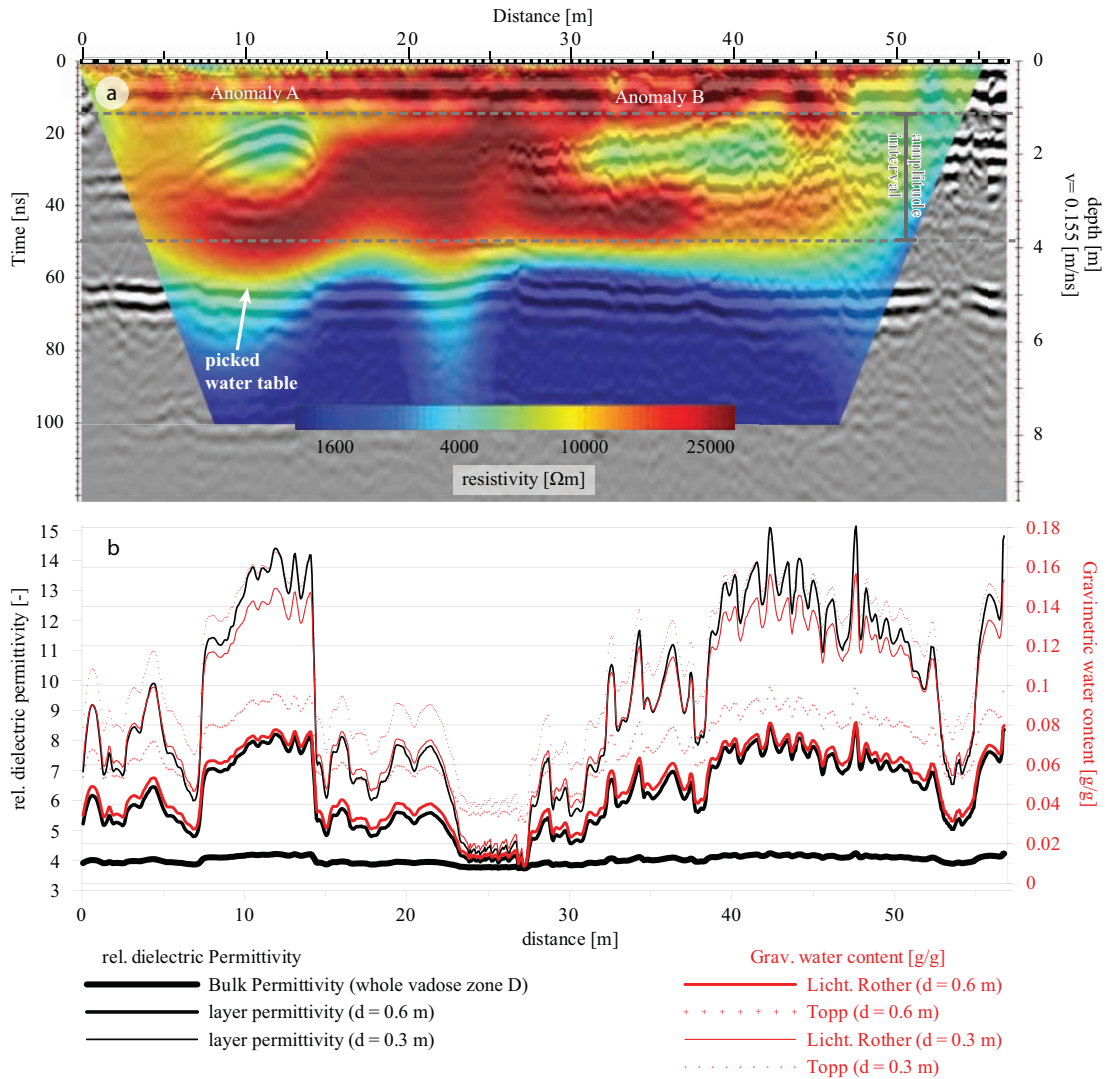 Distance [m]
0 10 20 30 40 50
0 0
a
Anomaly A Anomaly B
20
2
amplitude
interval
Time [ns]
40
4
depth [m]
v= 0.155 [m/ns]
60
6
picked
water table
80
100
8
1600 4000 10000 25000
resistivity [Ωm]
b
15 0.18
14 0.16
13
12 0.14
11 0.12
10
9 0.1
8 0.08
7 0.06
6
5 0.04
4 0.02
3 0
rel. dielectric permittivity [-]
Gravimetric water content [g/g]
0 10 20 30 40 50
distance [m]
rel. dielectric Permittivity
Bulk Permittivity (whole vadose zone D)
layer permittivity (d = 0.6 m)
layer permittivity (d = 0.3 m)
Grav. water content [g/g]
Licht. Rother (d = 0.6 m)
Topp (d = 0.6 m)
Licht. Rother (d = 0.3 m)
Topp (d = 0.3 m)